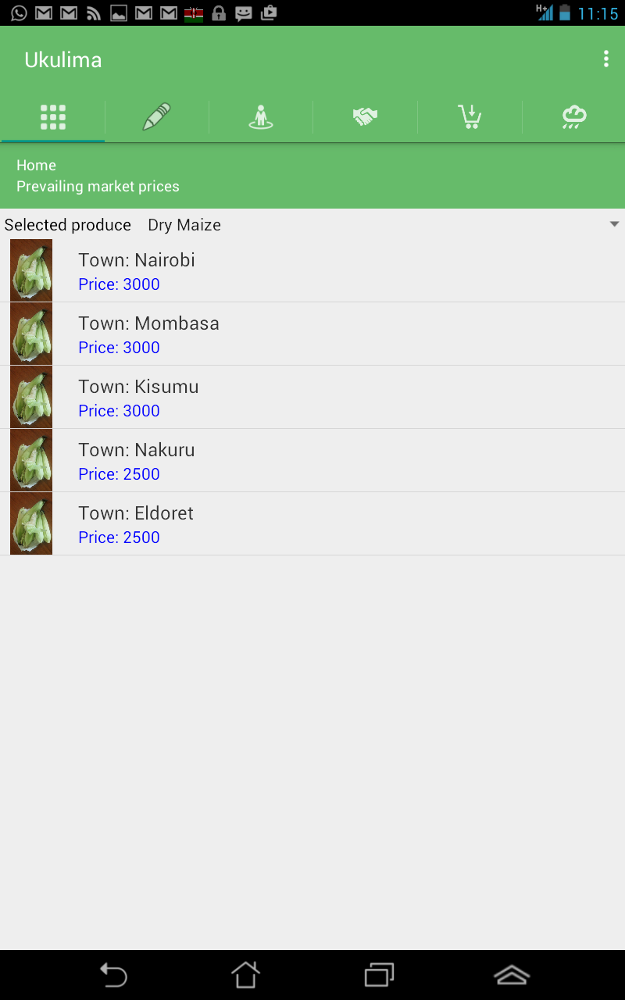 H+ 11:15
Ukulima
Home
Prevailing market prices
Selected produce Dry Maize
Town: Nairobi
Price: 3000
Town: Mombasa
Price: 3000
Town: Kisumu
Price: 3000
Town: Nakuru
Price: 2500
Town: Eldoret
Price: 2500